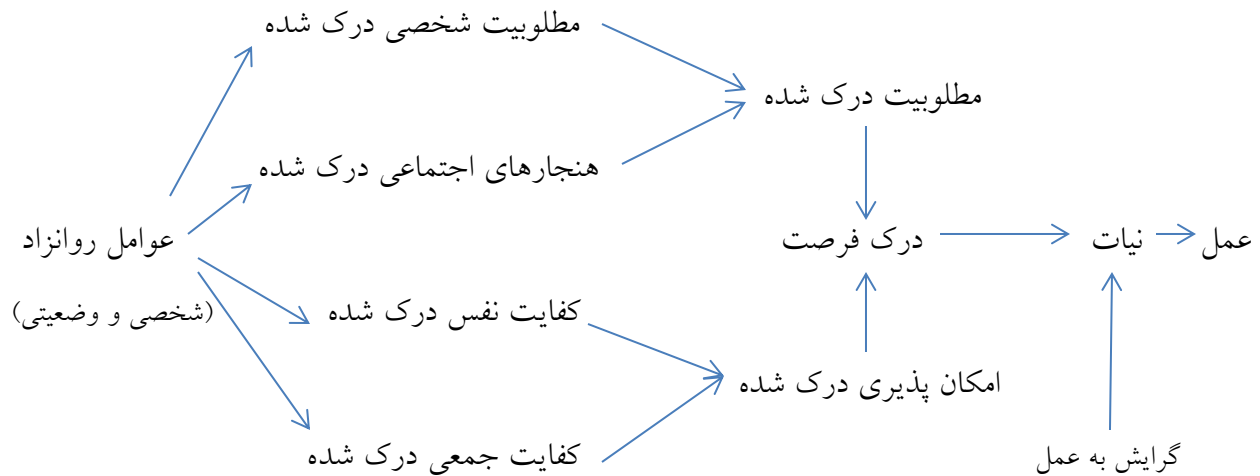 مطلوبیت شخصی درک شده
مطلوبیت درک شده
هنجارهای اجتماعی درک شده
عوامل روانزاد
(شخصی و وضعیتی)
درک فرصت
نیات
عمل
کفایت نفس درک شده
امکان پذیری درک شده
کفایت جمعی درک شده
گرایش به عمل